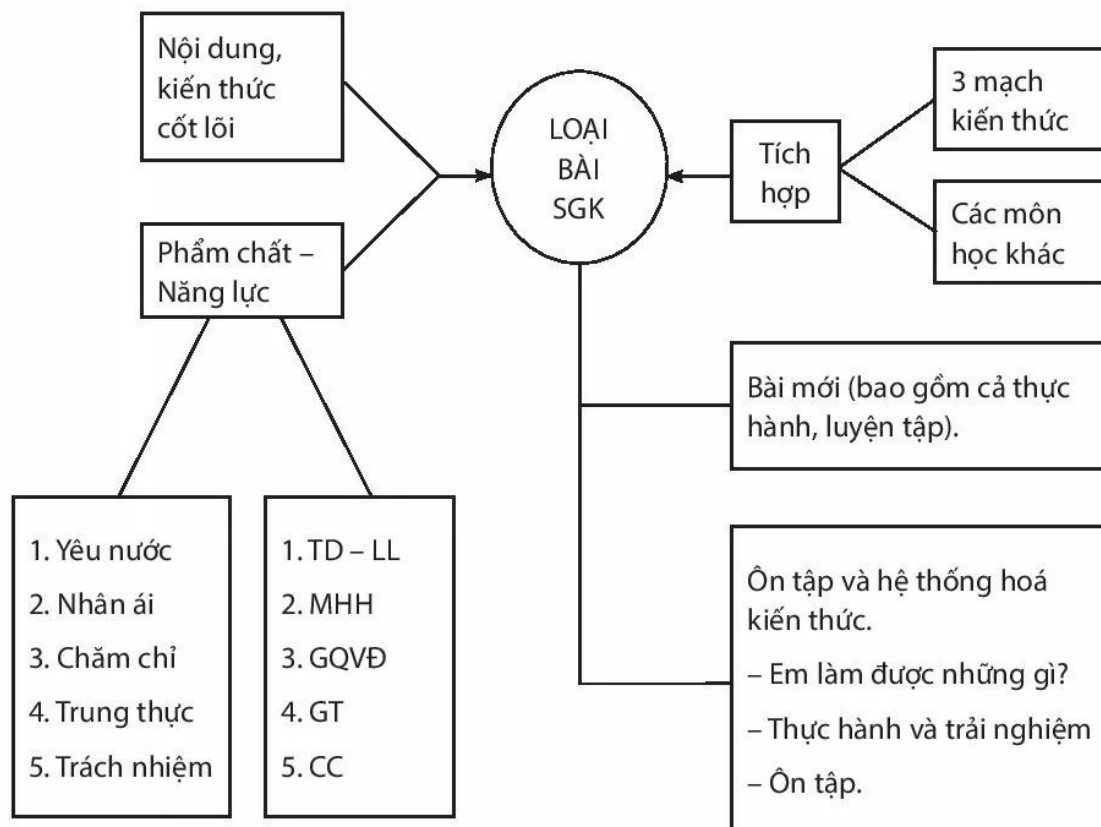 Nội dung,
kiến thức
cốt lõi
Phẩm chất –
Năng lực
1. Yêu nước
2. Nhân ái
3. Chăm chỉ
4. Trung thực
5. Trách nhiệm
1. TD – LL
2. MHH
3. GQVĐ
4. GT
5. CC
LOẠI
BÀI
SGK
Tích
hợp
3 mạch
kiến thức
Các môn
học khác
Bài mới (bao gồm cả thực
hành, luyện tập).
Ôn tập và hệ thống hoá
kiến thức.
– Em làm được những gì?
– Thực hành và trải nghiệm
– Ôn tập.